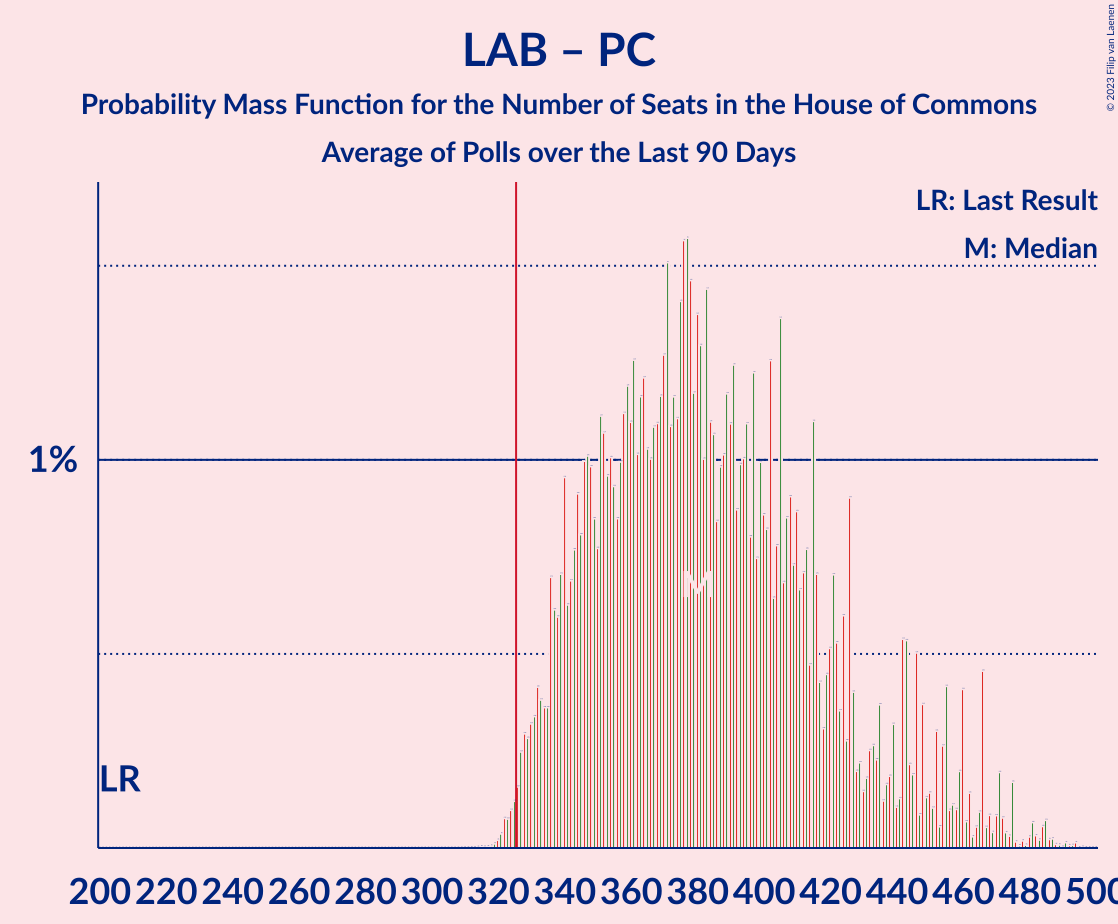 LAB – PC
Probability Mass Function for the Number of Seats in the House of Commons
Average of Polls over the Last 90 Days
© 2023 Filip van Laenen
LR: Last Result
M: Median
1%
M
LR
200 220 240 260 280 300 320 340 360 380 400 420 440 460 480 500